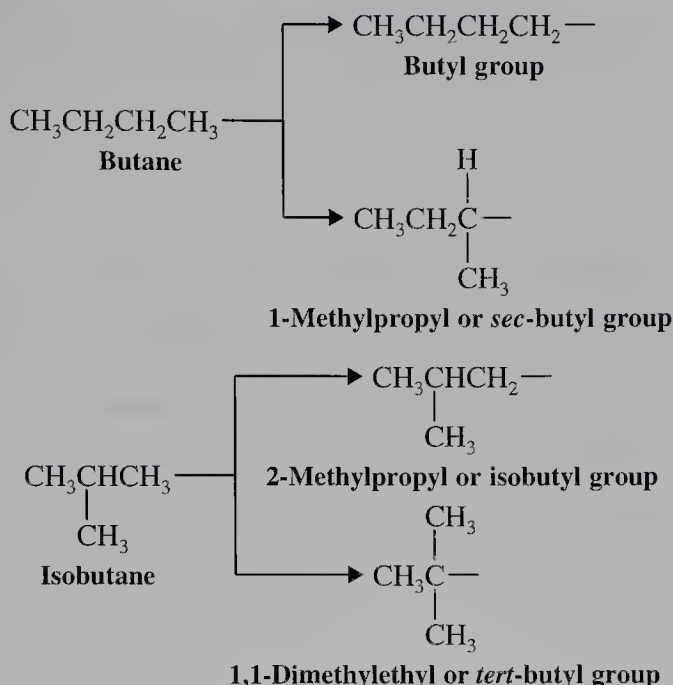 CH₃CH₂CH₂CH₂—
Butyl group
CH₃CH₂CH₂CH₃
Butane
H
CH₃CH₂C—
CH₃
1-Methylpropyl or sec-butyl group
CH₃CHCH₂—
CH₃
2-Methylpropyl or isobutyl group
CH₃CHCH₃
CH₃
Isobutane
CH₃
CH₃C—
CH₃
1,1-Dimethylethyl or tert-butyl group